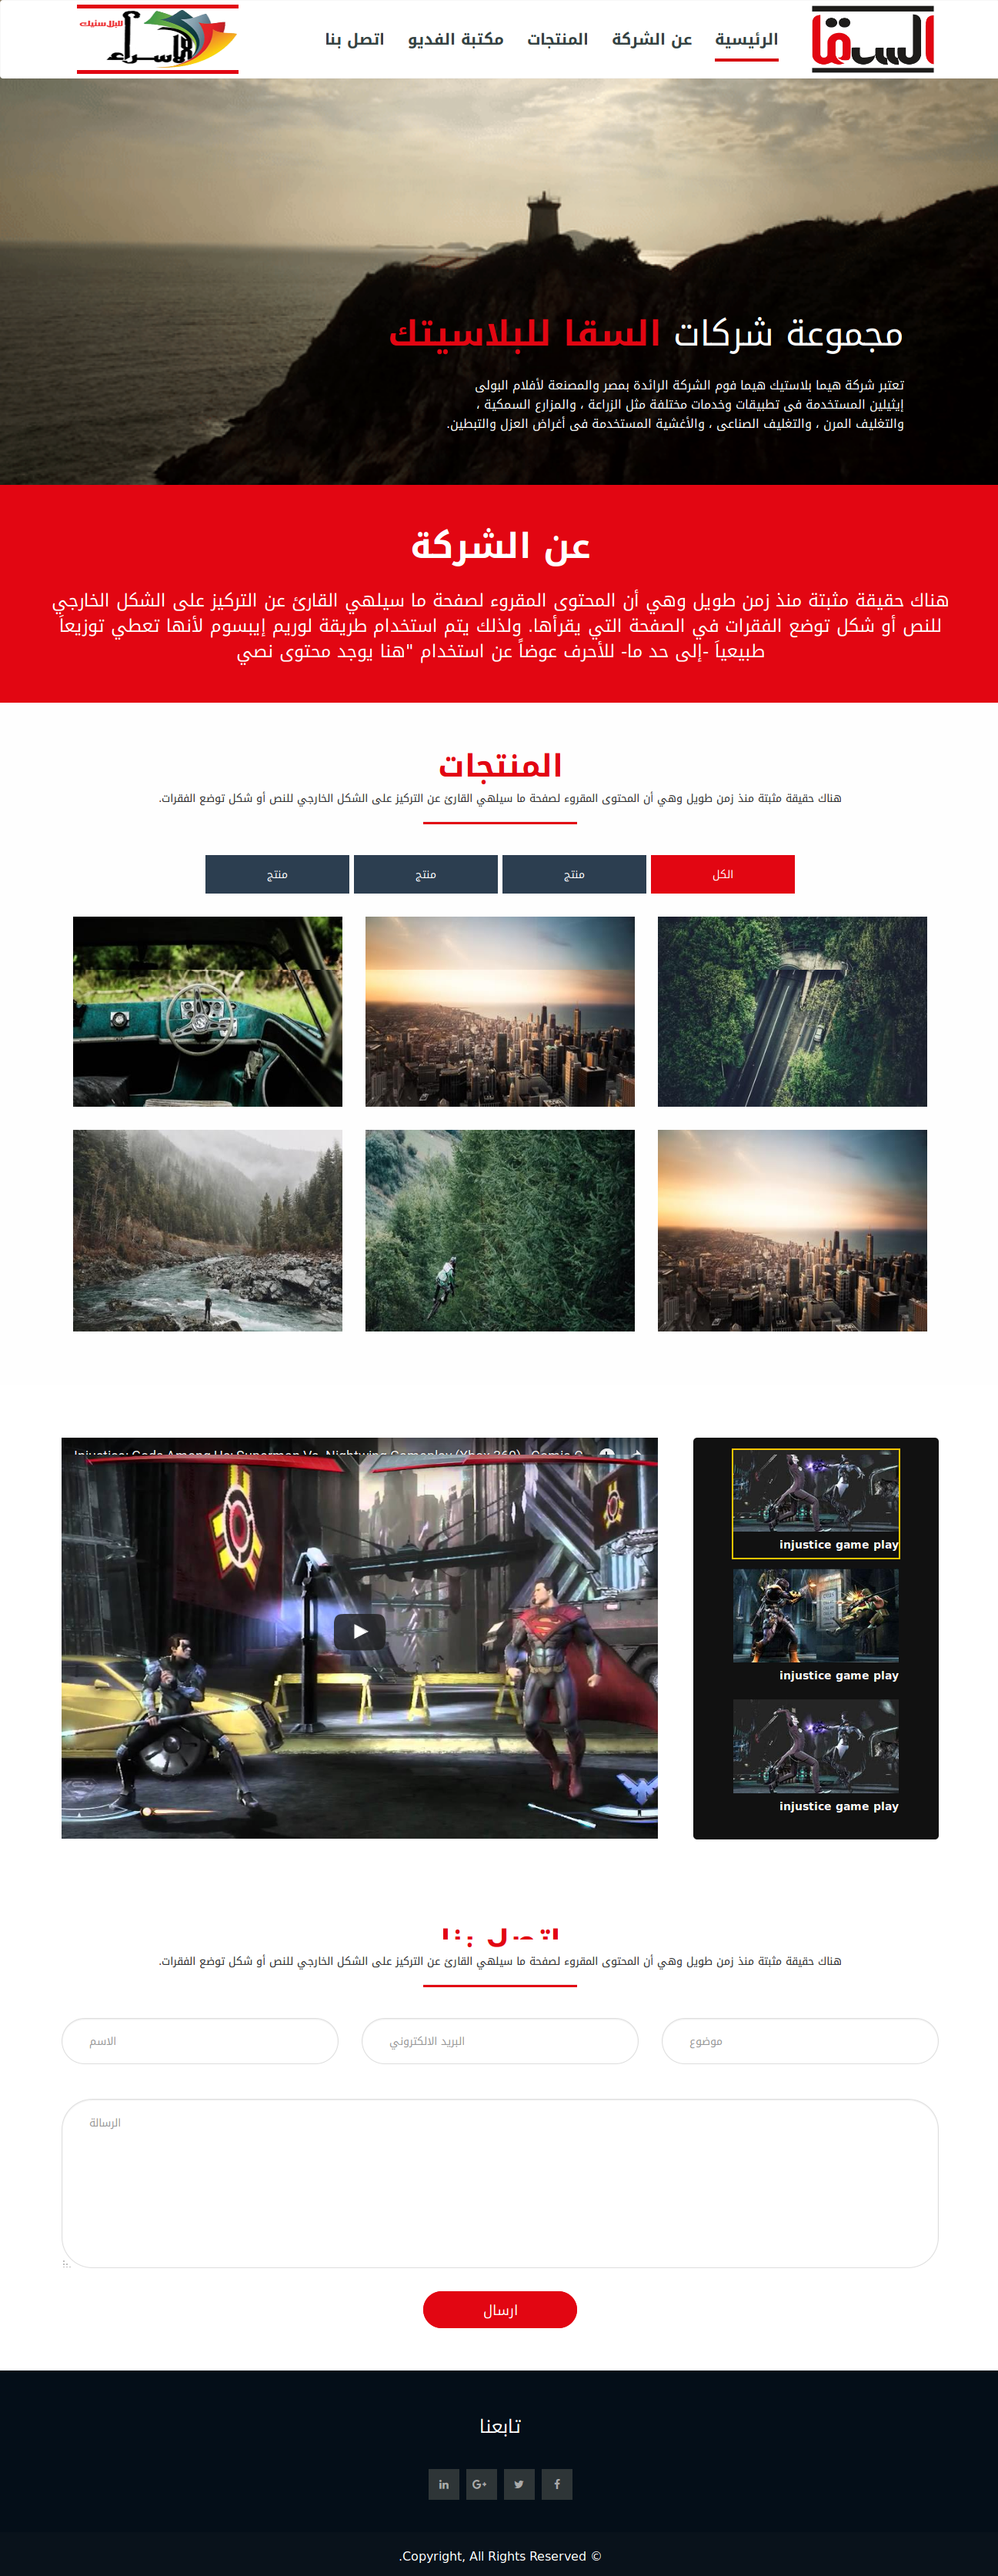 السقا
الرئيسية
عن الشركة
المنتجات
مكتبة الفديو
اتصل بنا
الاسراء
للبلاستيك
مجموعة شركات السقا للبلاسيتك
تعتبر شركة هيما بلاستيك هيما فوم الشركة الرائدة بمصر والمصنعة لأفلام البولى
إيثيلين المستخدمة فى تطبيقات وخدمات مختلفة مثل الزراعة ، والمزارع السمكية ،
والتغليف المرن ، والتغليف الصناعى ، والأغشية المستخدمة فى أغراض العزل والتبطين.
عن الشركة
هناك حقيقة مثبتة منذ زمن طويل وهي أن المحتوى المقروء لصفحة ما سيلهي القارئ عن التركيز على الشكل الخارجي
للنص أو شكل توضع الفقرات في الصفحة التي يقرأها. ولذلك يتم استخدام طريقة لوريم إيبسوم لأنها تعطي توزيعاَ
طبيعياَ -إلى حد ما- للأحرف عوضاً عن استخدام "هنا يوجد محتوى نصي
المنتجات
هناك حقيقة مثبتة منذ زمن طويل وهي أن المحتوى المقروء لصفحة ما سيلهي القارئ عن التركيز على الشكل الخارجي للنص أو شكل توضع الفقرات.
الكل
منتج
منتج
منتج
injustice game play
injustice game play
injustice game play
Injustice: Gods Among Us: Superman Vs. Nightwing Gameplay (Xbox 360) - Comic C
اتصل بنا
هناك حقيقة مثبتة منذ زمن طويل وهي أن المحتوى المقروء لصفحة ما سيلهي القارئ عن التركيز على الشكل الخارجي للنص أو شكل توضع الفقرات.
موضوع
البريد الالكتروني
الاسم
الرسالة
ارسال
تابعنا
.Copyright, All Rights Reserved ©